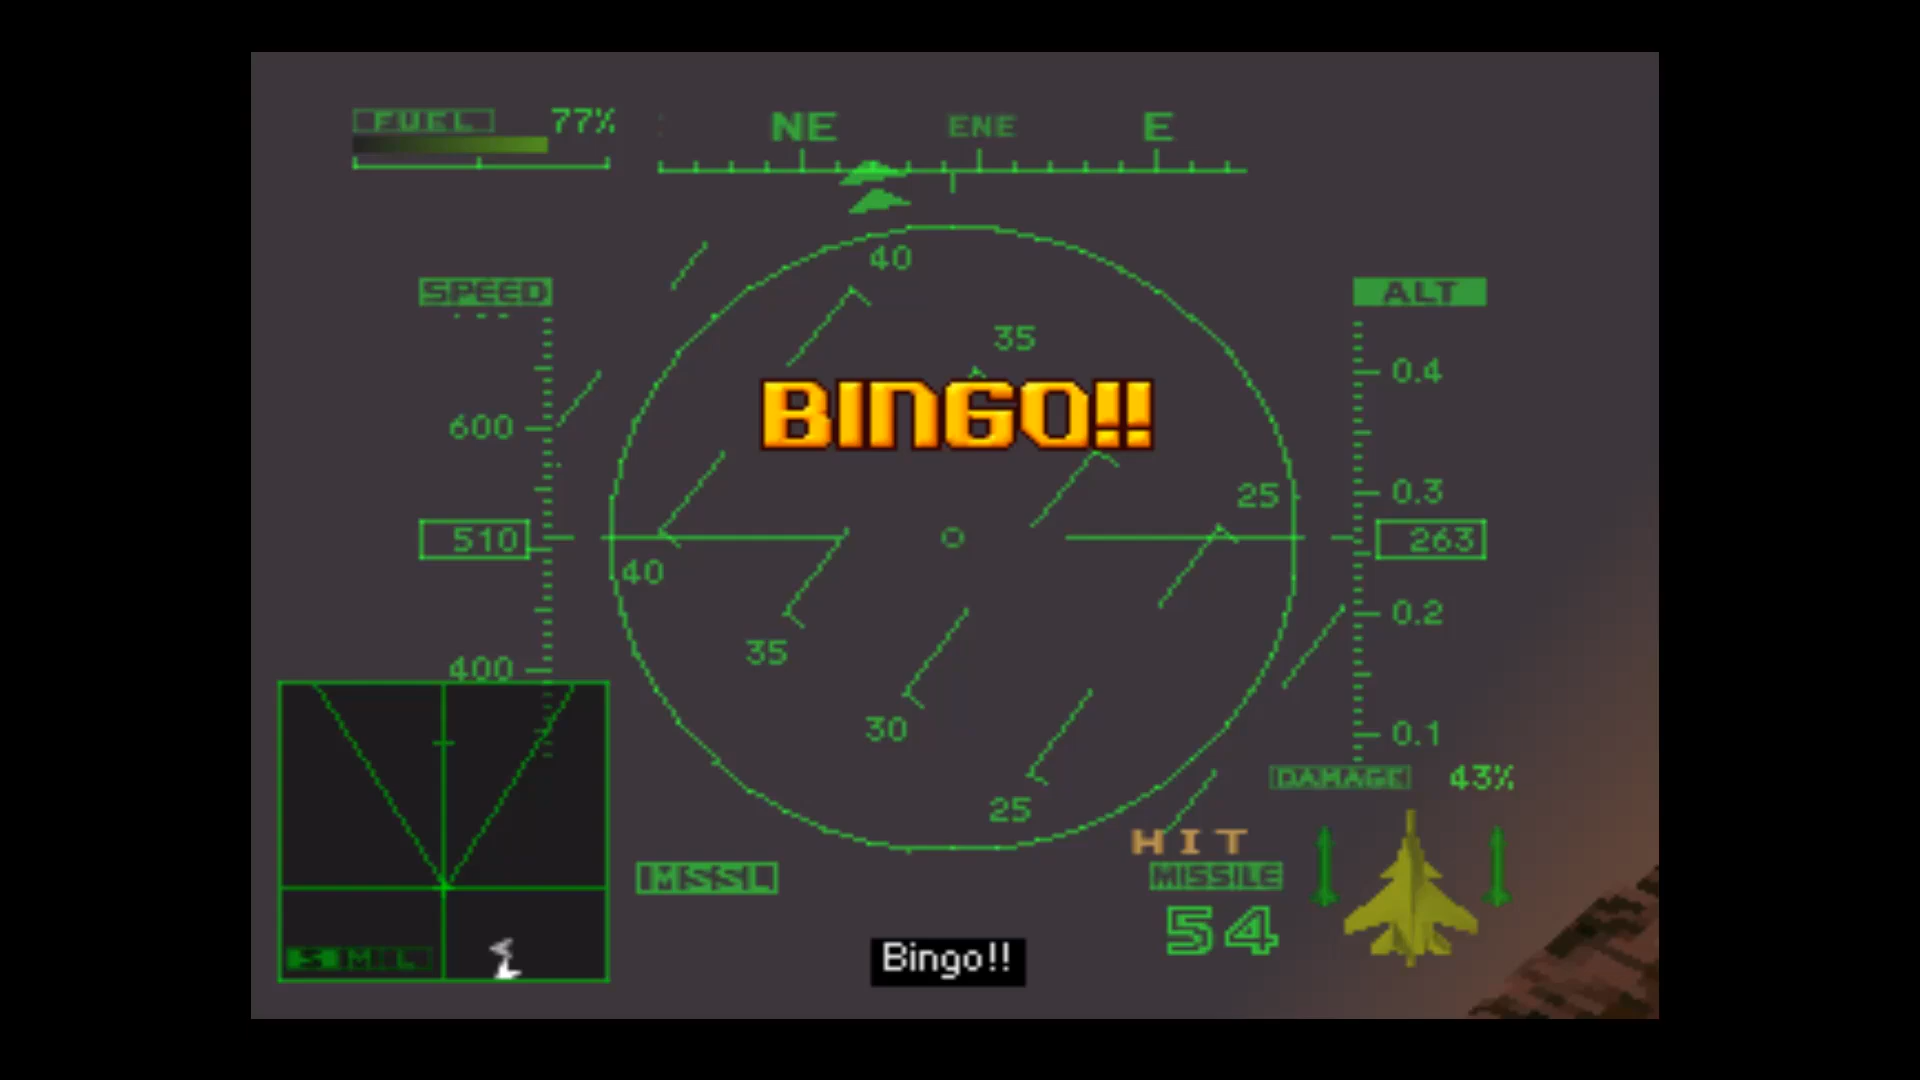 FUEL 77%
NE ENE E
40
SPEED
ALT
35
0.4
600
BINGO!!
25
0.3
510
263
40
0.2
35
400
30
0.1
DAMAGE 43%
25
HIT
MSSL
MISSILE
54
S M L
Bingo!!